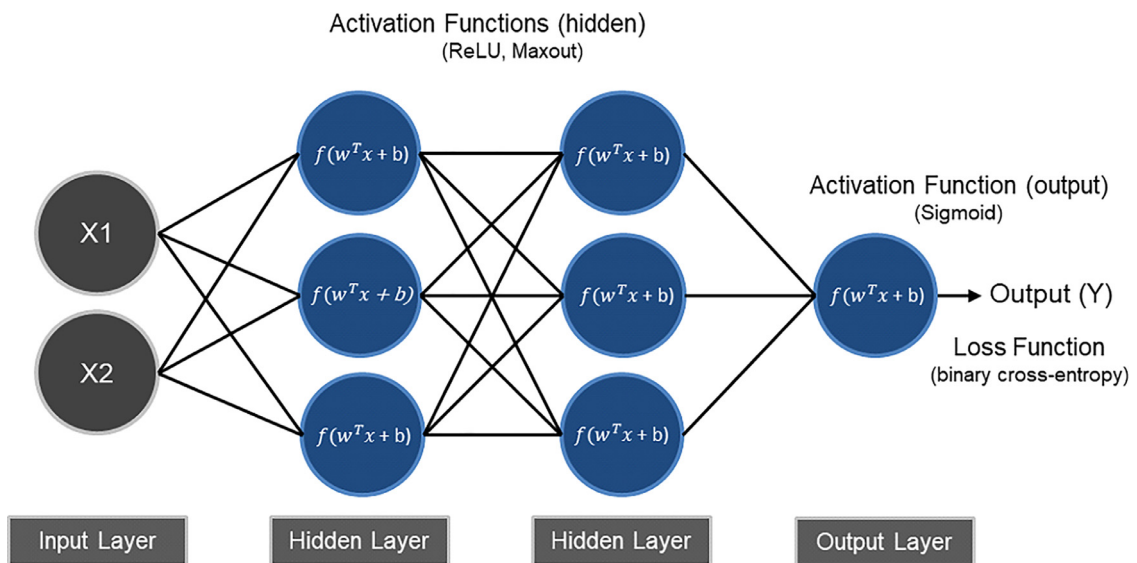 Activation Functions (hidden)
(ReLU, Maxout)
X1
X2
f(wᵀx + b)
f(wᵀx + b)
f(wᵀx + b)
f(wᵀx + b)
f(wᵀx + b)
f(wᵀx + b)
Activation Function (output)
(Sigmoid)
f(wᵀx + b)
Output (Y)
Loss Function
(binary cross-entropy)
Input Layer
Hidden Layer
Hidden Layer
Output Layer